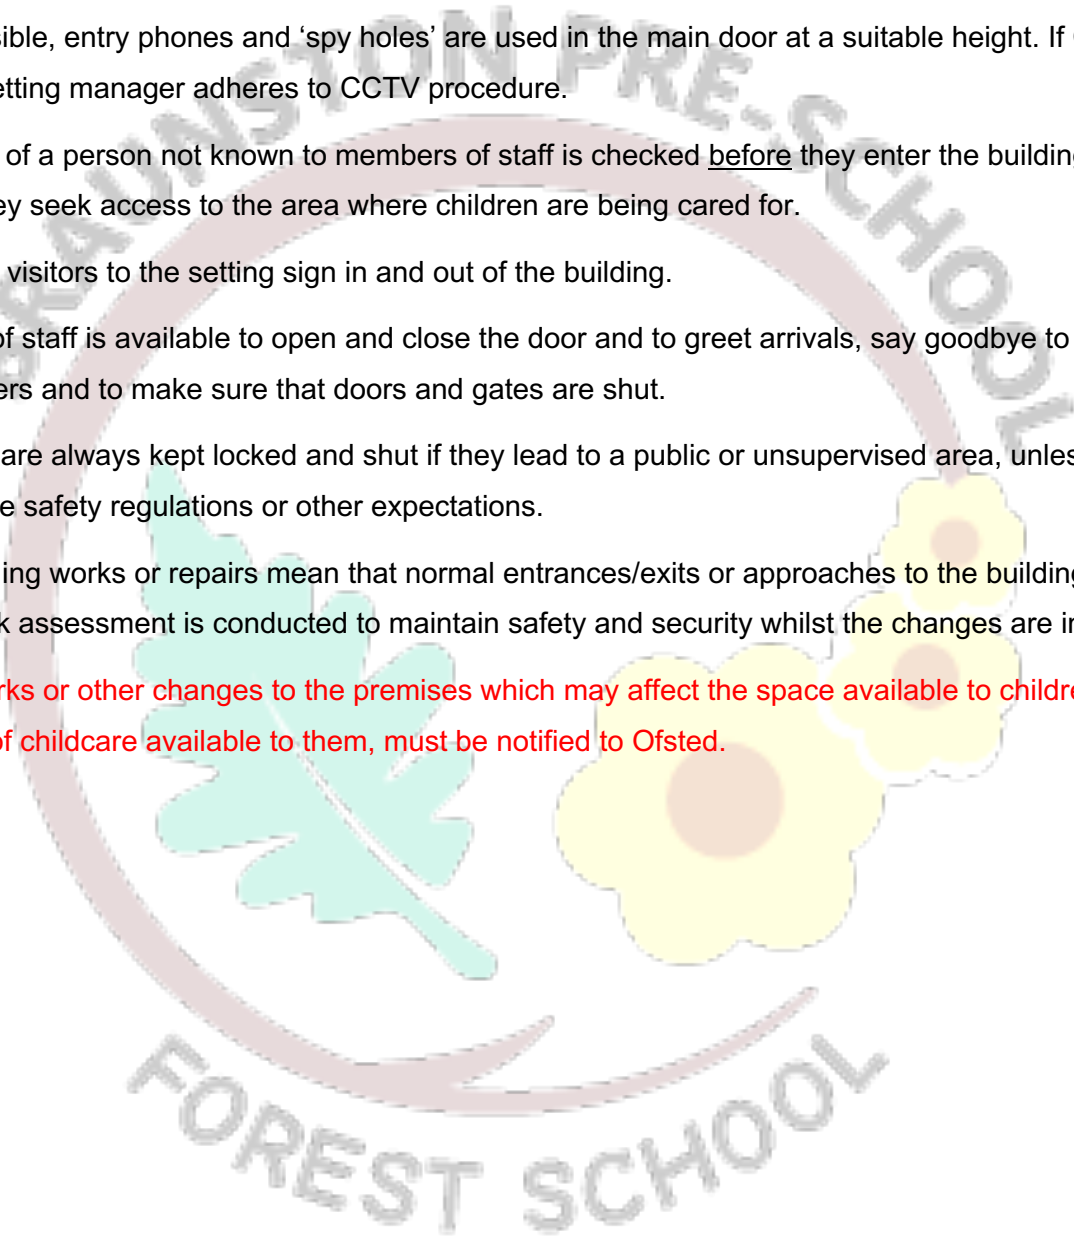 sible, entry phones and ‘spy holes’ are used in the main door at a suitable height. If
etting manager adheres to CCTV procedure.
of a person not known to members of staff is checked before they enter the building
ey seek access to the area where children are being cared for.
visitors to the setting sign in and out of the building.
of staff is available to open and close the door and to greet arrivals, say goodbye to
ers and to make sure that doors and gates are shut.
are always kept locked and shut if they lead to a public or unsupervised area, unles
e safety regulations or other expectations.
ing works or repairs mean that normal entrances/exits or approaches to the building
k assessment is conducted to maintain safety and security whilst the changes are in
rks or other changes to the premises which may affect the space available to childre
of childcare available to them, must be notified to Ofsted.
BRAUNSTON PRE-SCHOOL
FOREST SCHOOL